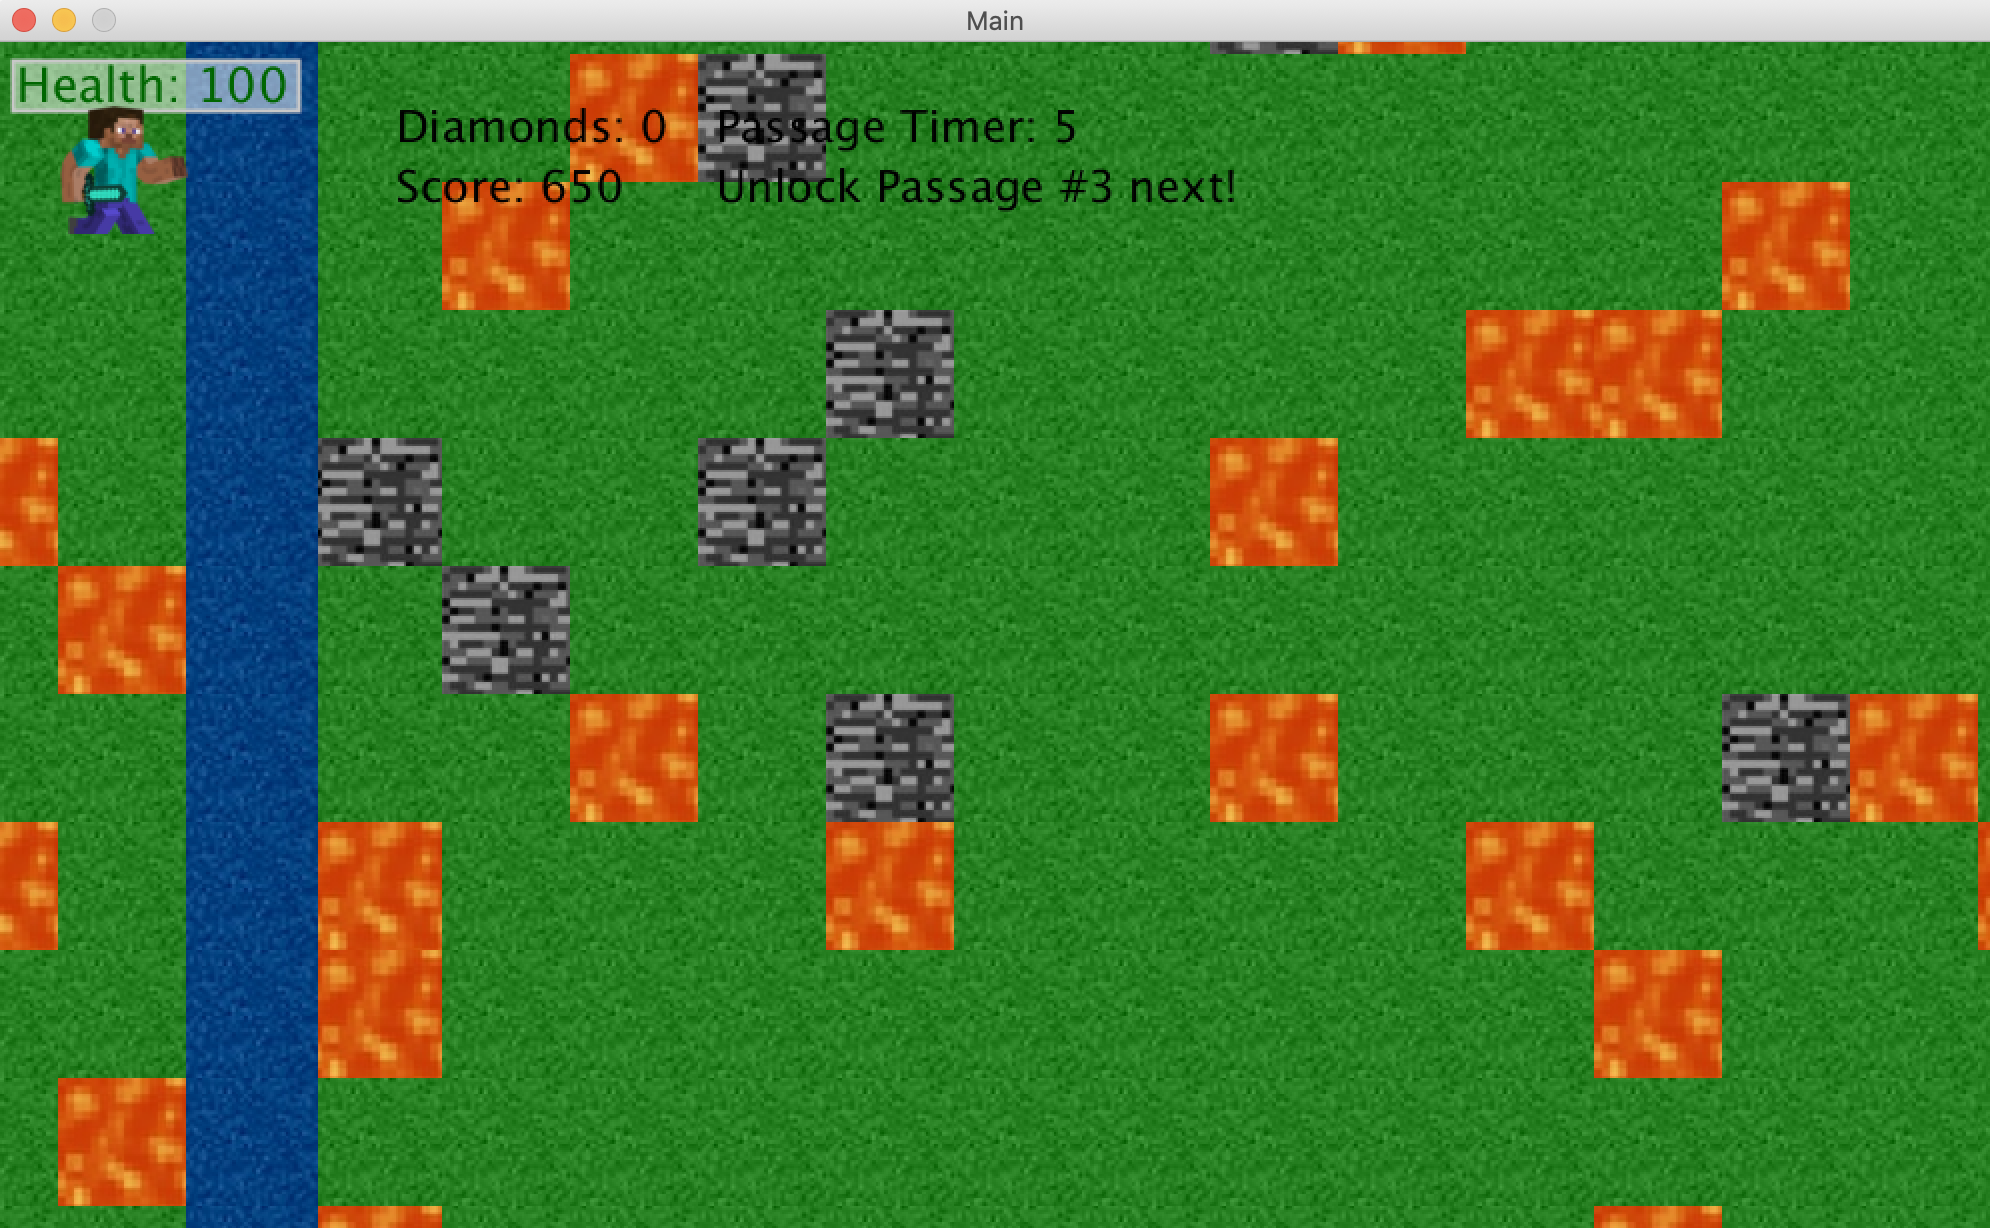 Main
Health: 100
Diamonds: 0 Passage Timer: 5
Score: 650 Unlock Passage #3 next!